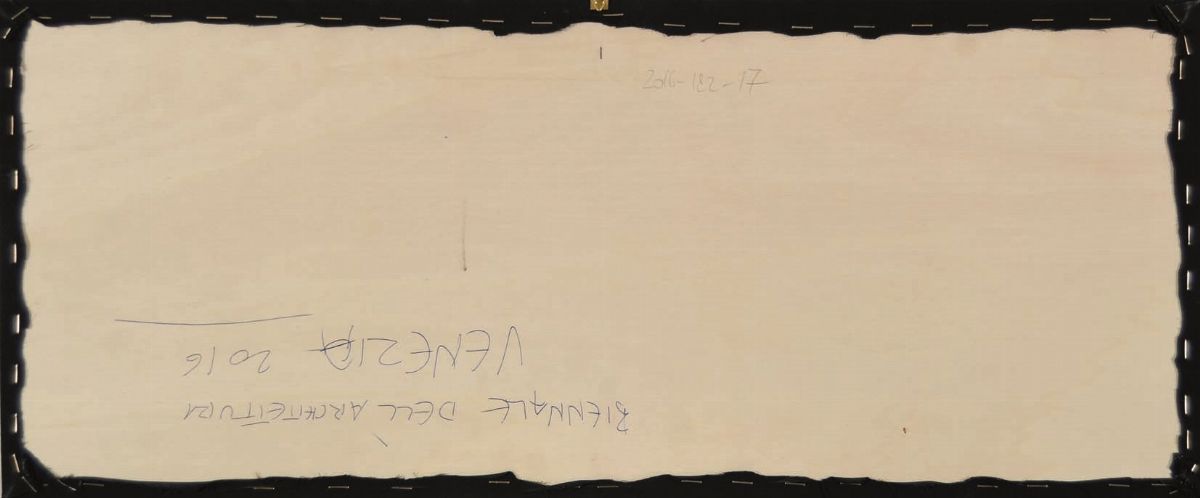 2016-182-17
BIENNALE DELL'ARCHITETTURA
VENEZIA 2016